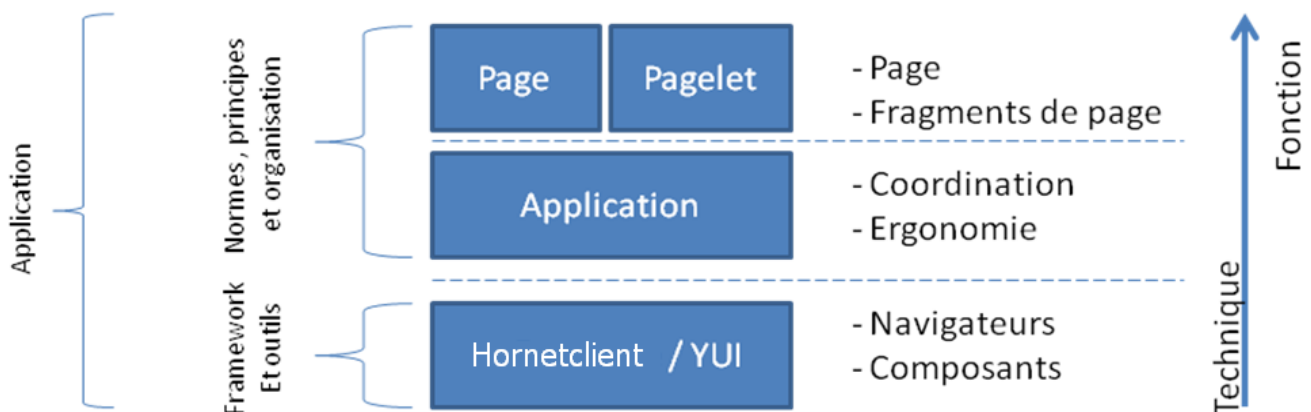 Application
Normes, principes
et organisation
Framework
Et outils
Page
Pagelet
Application
Hornetclient / YUI
- Page
- Fragments de page
- Coordination
- Ergonomie
- Navigateurs
- Composants
Fonction
Technique